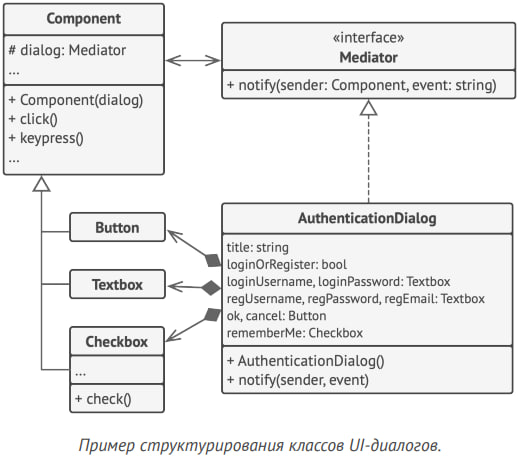 Component
# dialog: Mediator
...
+ Component(dialog)
+ click()
+ keypress()
...
«interface»
Mediator
+ notify(sender: Component, event: string)
Button
Textbox
Checkbox
...
+ check()
AuthenticationDialog
title: string
loginOrRegister: bool
loginUsername, loginPassword: Textbox
regUsername, regPassword, regEmail: Textbox
ok, cancel: Button
rememberMe: Checkbox
+ AuthenticationDialog()
+ notify(sender, event)
Пример структурирования классов UI-диалогов.